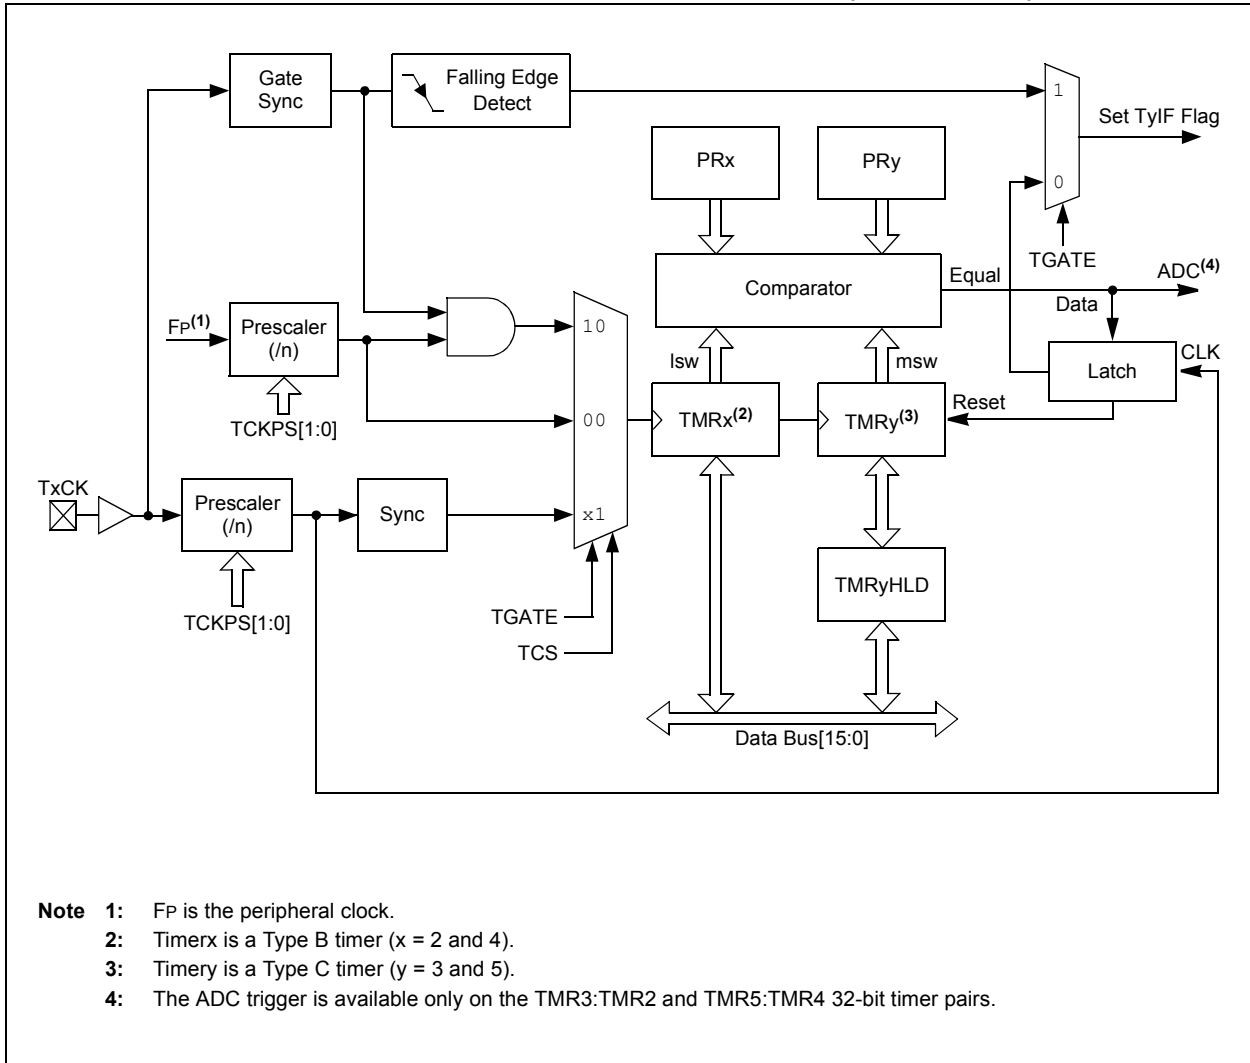 Gate
Sync
Falling Edge
Detect
1
Set TyIF Flag
PRx
PRy
0
TGATE
Comparator
Equal
ADC(4)
Data
FP(1)
Prescaler
(/n)
10
lsw
msw
CLK
Latch
TCKPS[1:0]
00
TMRx(2)
TMRy(3)
Reset
TxCK
Prescaler
(/n)
Sync
x1
TMRyHLD
TCKPS[1:0]
TGATE
TCS
Data Bus[15:0]
Note 1: FP is the peripheral clock.
2: Timerx is a Type B timer (x = 2 and 4).
3: Timery is a Type C timer (y = 3 and 5).
4: The ADC trigger is available only on the TMR3:TMR2 and TMR5:TMR4 32-bit timer pairs.